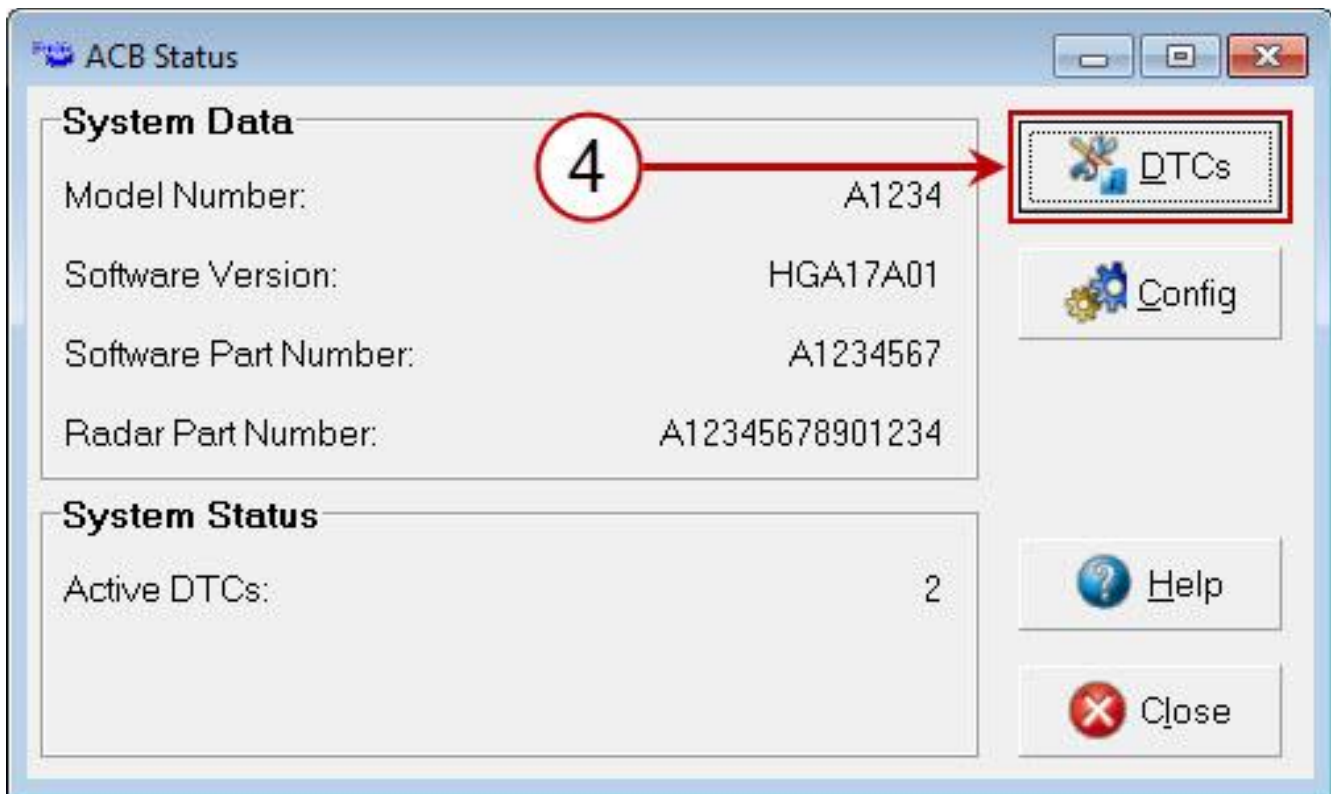 ACB Status
System Data
4
DTCs
Model Number: A1234
Software Version: HGA17A01
Config
Software Part Number: A1234567
Radar Part Number: A12345678901234
System Status
Active DTCs: 2
Help
Close